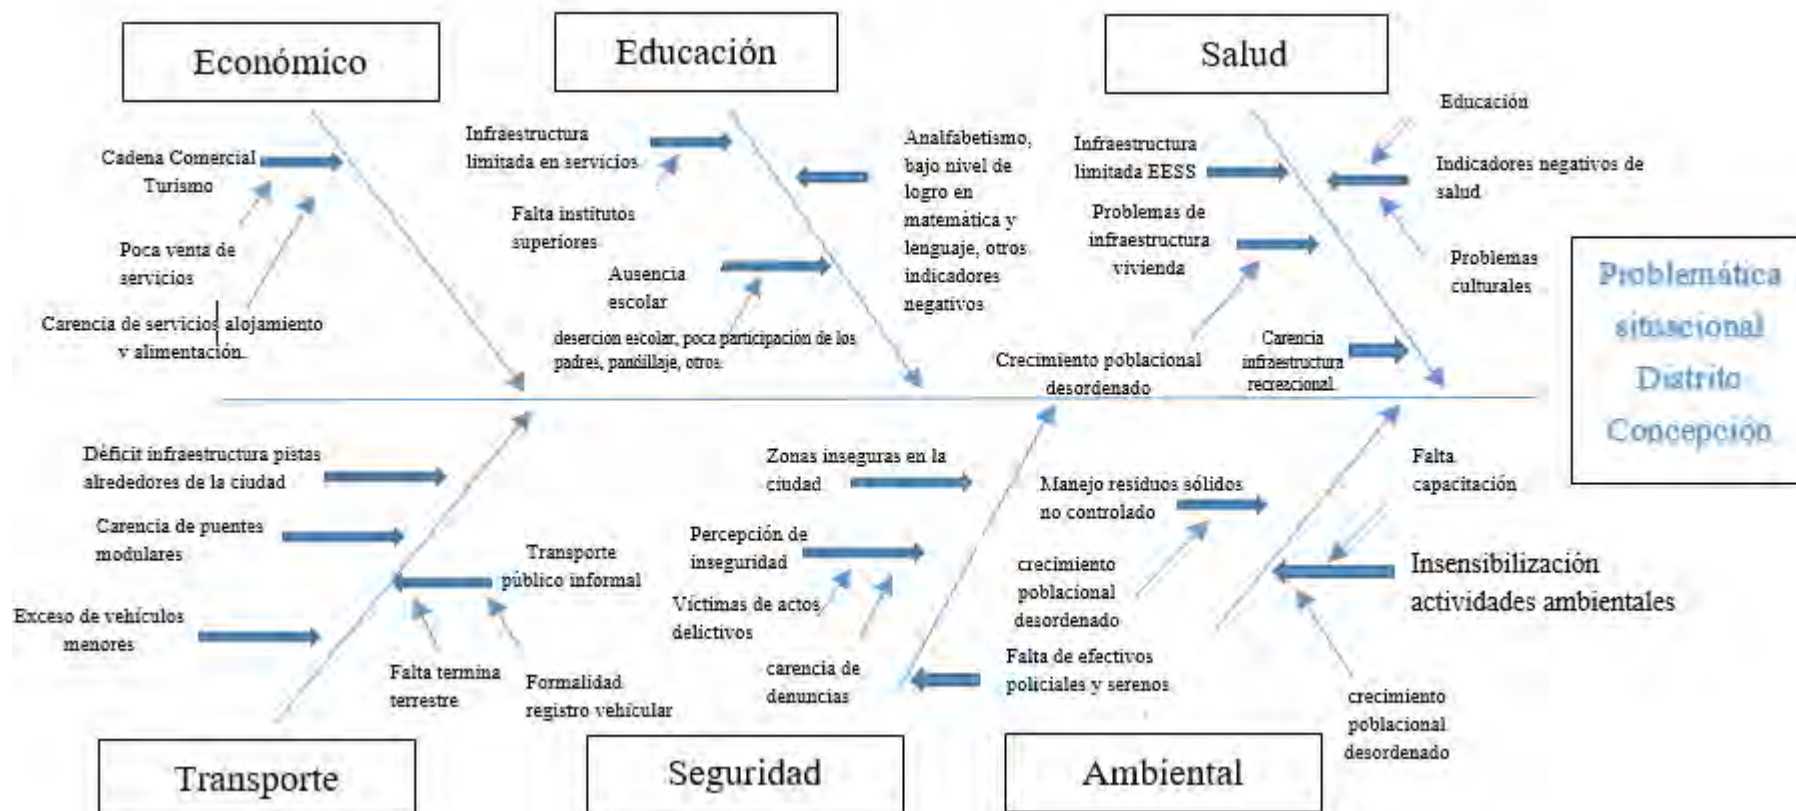 Económico
Educación
Salud
Cadena Comercial
Turismo
Poca venta de
servicios
Carencia de servicios alojamiento
y alimentación.
Infraestructura
limitada en servicios
Falta institutos
superiores
Ausencia
escolar
desercion escolar, poca participación de los
padres, pandillaje, otros.
Analfabetismo,
bajo nivel de
logro en
matemática y
lenguaje, otros
indicadores
negativos
Infraestructura
limitada EESS
Problemas de
infraestructura
vivienda
Crecimiento poblacional
desordenado
Carencia
infraestructura
recreacional.
Educación
Indicadores negativos de
salud
Problemas
culturales
Problemática
situacional
Distrito
Concepción
Déficit infraestructura pistas
alrededores de la ciudad
Carencia de puentes
modulares
Exceso de vehículos
menores
Transporte
público informal
Falta termina
terrestre
Formalidad
registro vehícular
Zonas inseguras en la
ciudad
Percepción de
inseguridad
Víctimas de actos
delictivos
carencia de
denuncias
Falta de efectivos
policiales y serenos
Manejo residuos sólidos
no controlado
crecimiento
poblacional
desordenado
Falta
capacitación
Insensibilización
actividades ambientales
crecimiento
poblacional
desordenado
Transporte
Seguridad
Ambiental